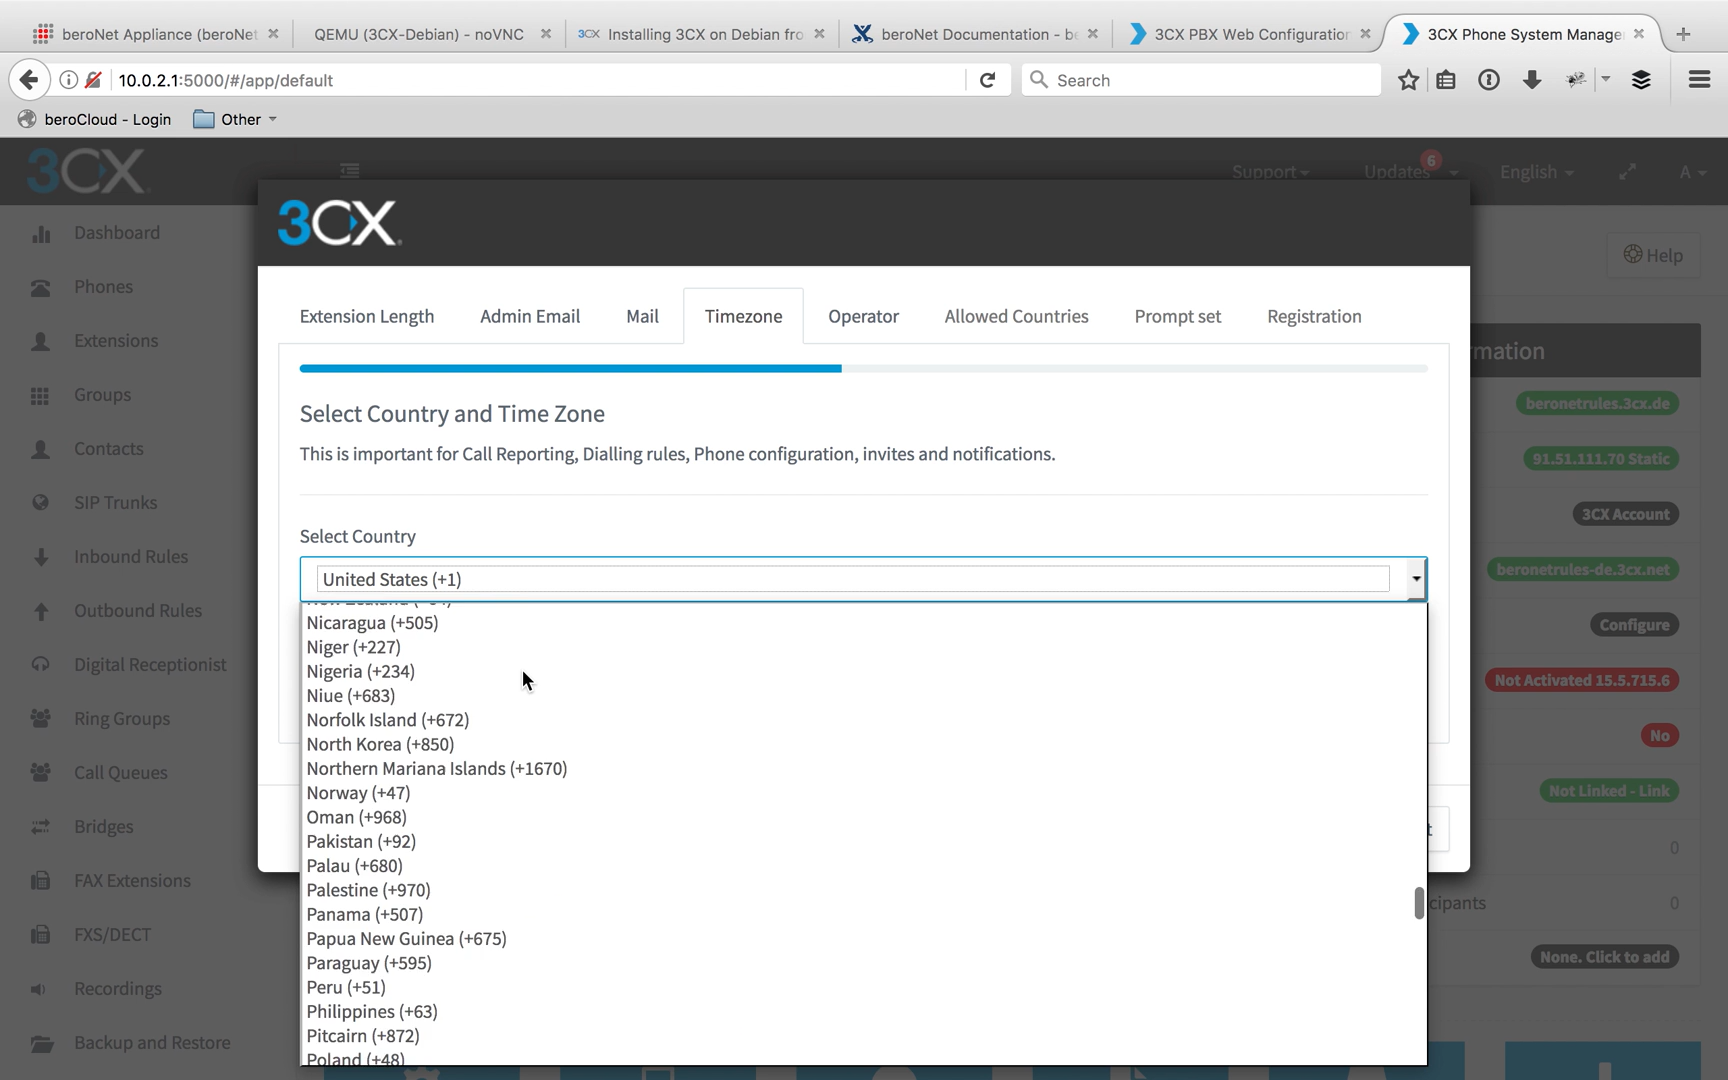 beroNet Appliance (beroNet
QEMU (3CX-Debian) - noVNC
3CX Installing 3CX on Debian fro
beroNet Documentation - be
3CX PBX Web Configuration
3CX Phone System Manage
10.0.2.1:5000/#/app/default
Search
beroCloud - Login
Other
3CX
Support
Updates
6
English
A
3CX
Dashboard
Phones
Extensions
Groups
Contacts
SIP Trunks
Inbound Rules
Outbound Rules
Digital Receptionist
Ring Groups
Call Queues
Bridges
FAX Extensions
FXS/DECT
Recordings
Backup and Restore
Extension Length
Admin Email
Mail
Timezone
Operator
Allowed Countries
Prompt set
Registration
Select Country and Time Zone
This is important for Call Reporting, Dialling rules, Phone configuration, invites and notifications.
Select Country
United States (+1)
Nicaragua (+505)
Niger (+227)
Nigeria (+234)
Niue (+683)
Norfolk Island (+672)
North Korea (+850)
Northern Mariana Islands (+1670)
Norway (+47)
Oman (+968)
Pakistan (+92)
Palau (+680)
Palestine (+970)
Panama (+507)
Papua New Guinea (+675)
Paraguay (+595)
Peru (+51)
Philippines (+63)
Pitcairn (+872)
Poland (+48)
Help
mation
beronetrules.3cx.de
91.51.111.70 Static
3CX Account
beronetrules-de.3cx.net
Configure
Not Activated 15.5.715.6
No
Not Linked - Link
t
0
cipants
0
None. Click to add